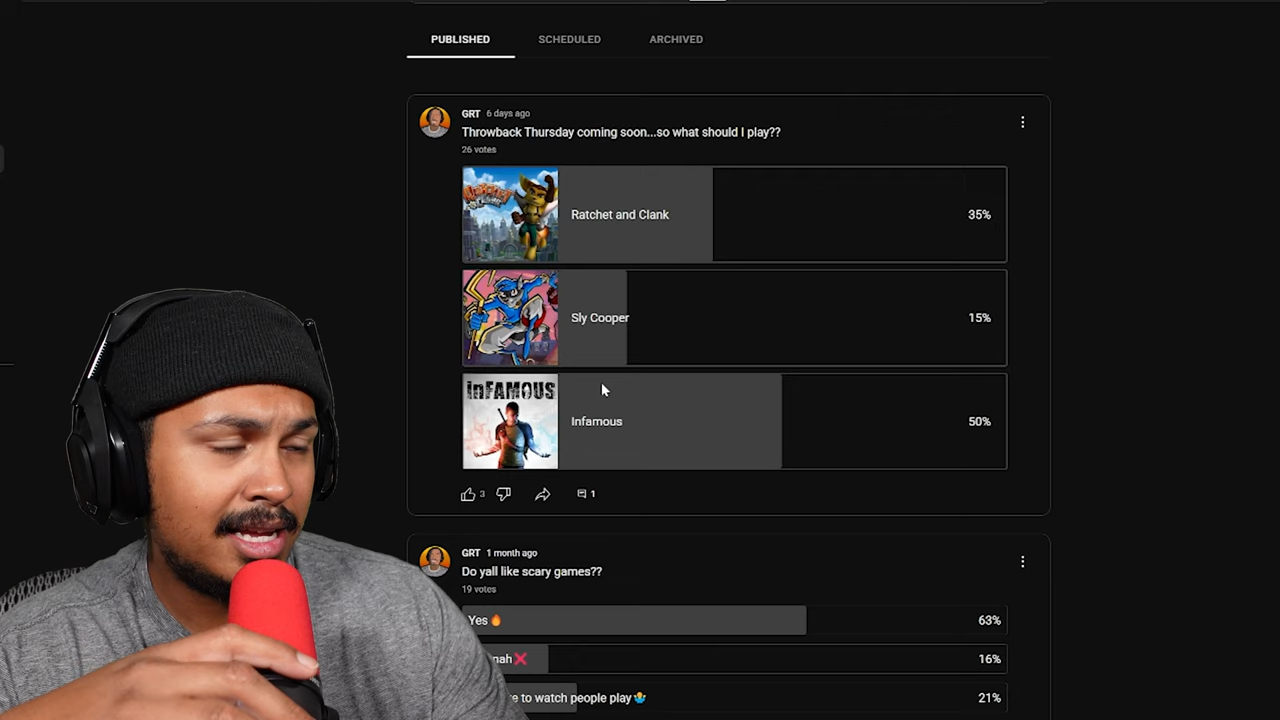 PUBLISHED SCHEDULED ARCHIVED
GRT 6 days ago
Throwback Thursday coming soon...so what should I play??
26 votes
Ratchet and Clank 35%
Sly Cooper 15%
inFAMOUS
Infamous 50%
3 1
GRT 1 month ago
Do yall like scary games??
19 votes
Yes🔥 63%
nah❌ 16%
to watch people play🤷 21%